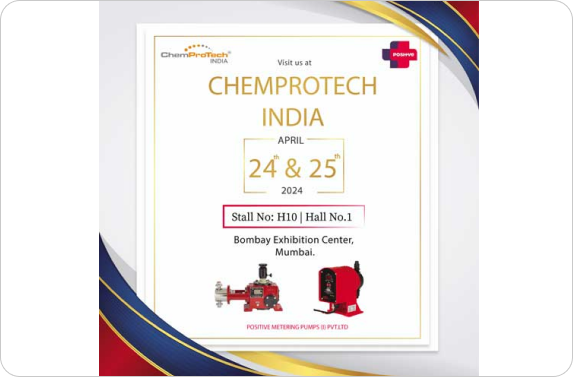 ChemProTech®
INDIA
POSITIVE
Visit us at
CHEMPROTECH
INDIA
APRIL
24th & 25th
2024
Stall No: H10 | Hall No.1
Bombay Exhibition Center,
Mumbai.
POSITIVE METERING PUMPS (I) PVT.LTD